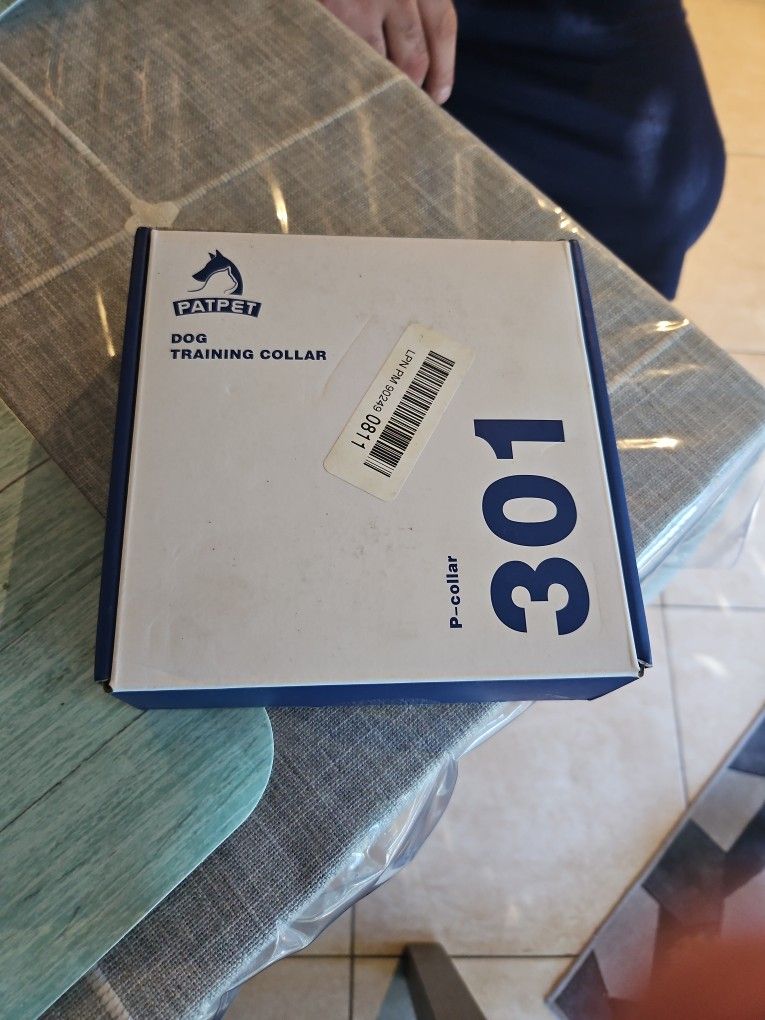 PATPET
DOG
TRAINING COLLAR
LPN PM 90249 0811
P-collar
301